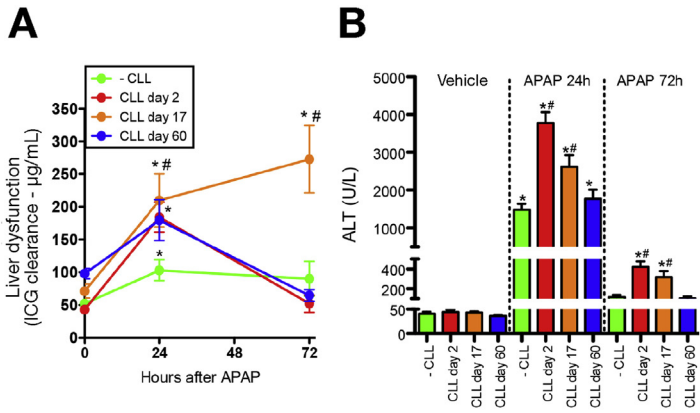 A
- CLL
CLL day 2
CLL day 17
CLL day 60
Liver dysfunction
(ICG clearance - µg/mL)
350
300
250
200
150
100
50
0
* #
* #
*
*
0
24
48
72
Hours after APAP
B
Vehicle
APAP 24h
APAP 72h
ALT (U/L)
5000
4000
3000
2000
1000
400
200
50
0
*
*#
*#
*
*#
*#
- CLL
CLL day 2
CLL day 17
CLL day 60
- CLL
CLL day 2
CLL day 17
CLL day 60
- CLL
CLL day 2
CLL day 17
CLL day 60